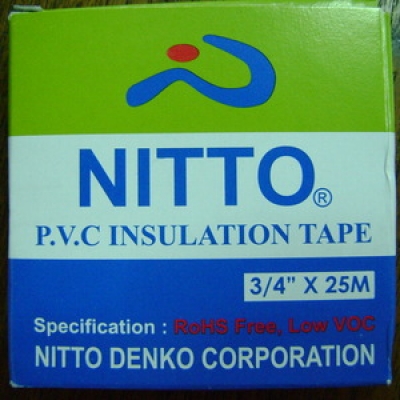 NITTO®
P.V.C INSULATION TAPE
3/4" X 25M
Specification : RoHS Free, Low VOC
NITTO DENKO CORPORATION